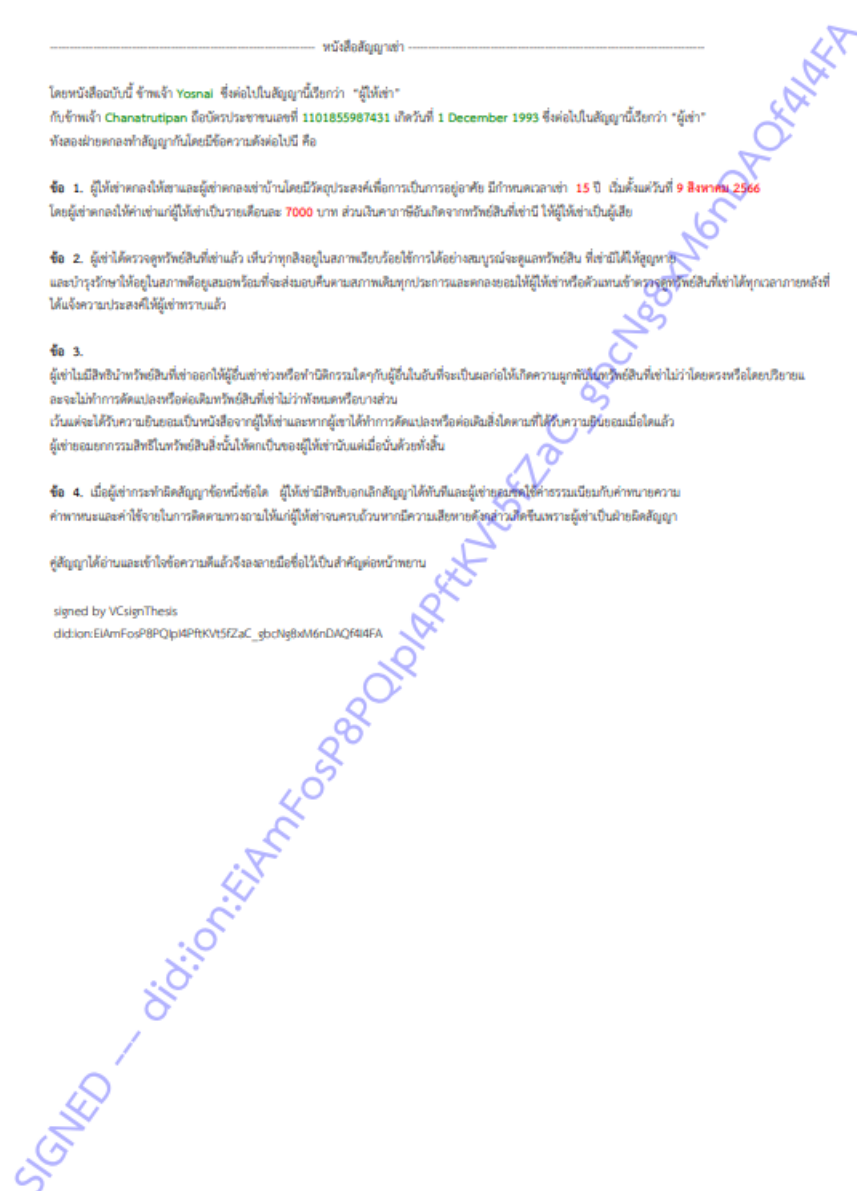 ---------------------------------------------------------------- หนังสือสัญญาเช่า ------------------------------------------------------------------------
โดยหนังสือฉบับนี้ ข้าพเจ้า Yosnai ซึ่งต่อไปในสัญญานี้เรียกว่า "ผู้ให้เช่า"
กับข้าพเจ้า Chanatrutipan ถือบัตรประชาชนเลขที่ 1101855987431 เกิดวันที่ 1 December 1993 ซึ่งต่อไปในสัญญานี้เรียกว่า "ผู้เช่า"
ทั้งสองฝ่ายตกลงทำสัญญากันโดยมีข้อความดังต่อไปนี้ คือ
ข้อ 1. ผู้ให้เช่าตกลงให้เขาและผู้เช่าตกลงเช่าบ้านโดยมีวัตถุประสงค์เพื่อการเป็นการอยู่อาศัย มีกำหนดเวลาเช่า 15 ปี เริ่มตั้งแต่วันที่ 9 สิงหาคม 2566
โดยผู้เช่าตกลงให้ค่าเช่าแก่ผู้ให้เช่าเป็นรายเดือนละ 7000 บาท ส่วนเงินคาภาษีอันเกิดจากทรัพย์สินที่เช่านี้ ให้ผู้ให้เช่าเป็นผู้เสีย
ข้อ 2. ผู้เช่าได้ตรวจดูทรัพย์สินที่เช่าแล้ว เห็นว่าทุกสิ่งอยู่ในสภาพเรียบร้อยใช้การได้อย่างสมบูรณ์จะดูแลทรัพย์สิน ที่เช่ามิได้ให้สูญหาย
และบำรุงรักษาให้อยู่ในสภาพดีอยู่เสมอพร้อมที่จะส่งมอบคืนตามสภาพเดิมทุกประการและตกลงยอมให้ผู้ให้เช่าหรือตัวแทนเข้าตรวจดูทรัพย์สินที่เช่าได้ทุกเวลาภายหลังที่
ได้แจ้งความประสงค์ให้ผู้เช่าทราบแล้ว
ข้อ 3.
ผู้เช่าไม่มีสิทธินำทรัพย์สินที่เช่าออกให้ผู้อื่นเช่าช่วงหรือทำนิติกรรมใดๆกับผู้อื่นในอันที่จะเป็นผลก่อให้เกิดความผูกพันในทรัพย์สินที่เช่าไม่ว่าโดยตรงหรือโดยปริยายแ
ละจะไม่ทำการดัดแปลงหรือต่อเติมทรัพย์สินที่เช่าไม่ว่าทั้งหมดหรือบางส่วน
เว้นแต่จะได้รับความยินยอมเป็นหนังสือจากผู้ให้เช่าและหากผู้เขาได้ทำการดัดแปลงหรือต่อเติมสิ่งใดตามที่ได้รับความยินยอมเมื่อใดแล้ว
ผู้เช่ายอมยกกรรมสิทธิในทรัพย์สินสิ่งนั้นให้ตกเป็นของผู้ให้เช่านับแต่เมื่อนั้นด้วยทั้งสิ้น
ข้อ 4. เมื่อผู้เช่ากระทำผิดสัญญาข้อหนึ่งข้อใด ผู้ให้เช่ามีสิทธิบอกเลิกสัญญาได้ทันทีและผู้เช่ายอมชดใช้ค่าธรรมเนียมกับค่าทนายความ
ค่าพาหนะและค่าใช้จ่ายในการติดตามทวงถามให้แก่ผู้ให้เช่าจนครบถ้วนหากมีความเสียหายดังกล่าวเกิดขึ้นเพราะผู้เช่าเป็นฝ่ายผิดสัญญา
คู่สัญญาได้อ่านและเข้าใจข้อความดีแล้วจึงลงลายมือชื่อไว้เป็นสำคัญต่อหน้าพยาน
signed by VCsignThesis
did:ion:EiAmFosP8PQIpI4PftKVt5fZaC_gbcNg8xM6nDAQf4I4FA
SIGNED --- did:ion:EiAmFosP8PQIpI4PftKVt5fZaC_gbcNg8xM6nDAQf4I4FA